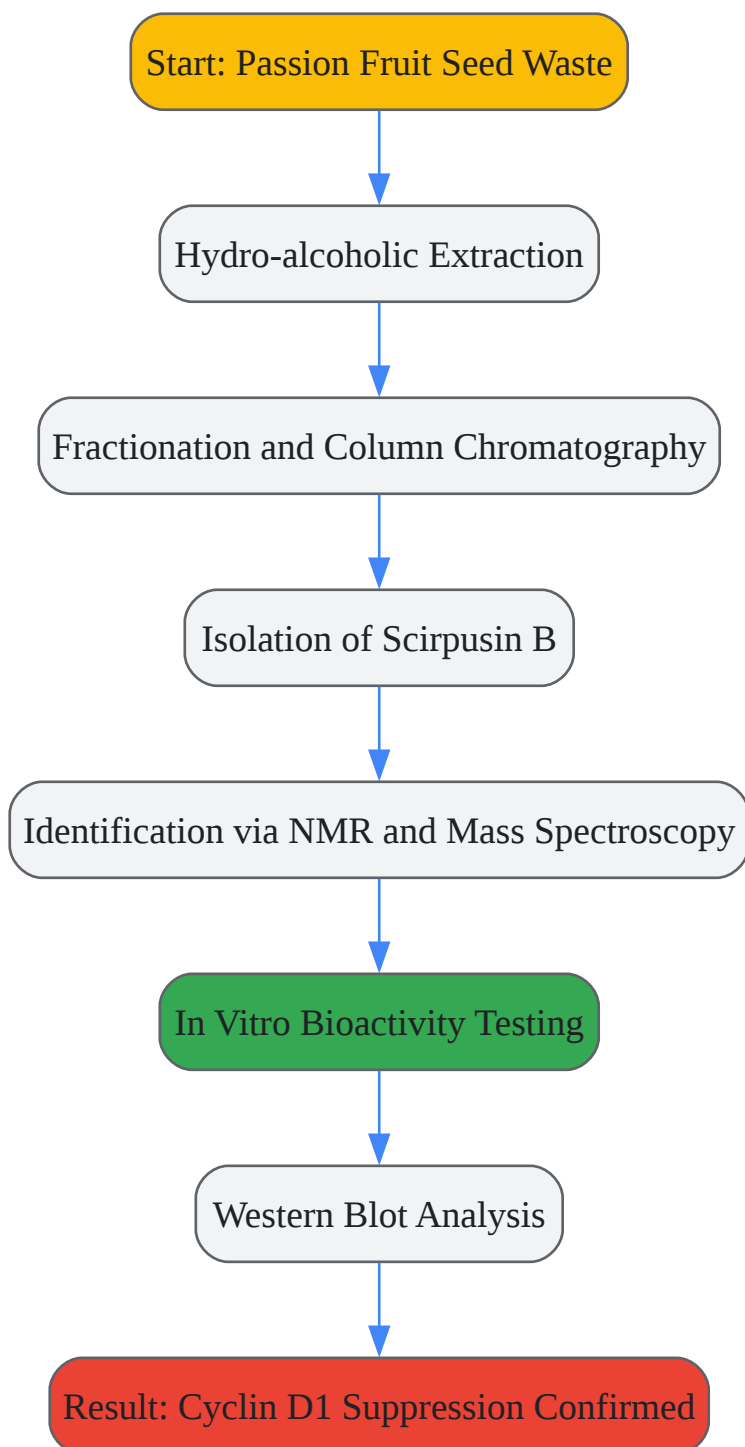 Start: Passion Fruit Seed Waste
Hydro-alcoholic Extraction
Fractionation and Column Chromatography
Isolation of Scirpusin B
Identification via NMR and Mass Spectroscopy
In Vitro Bioactivity Testing
Western Blot Analysis
Result: Cyclin D1 Suppression Confirmed